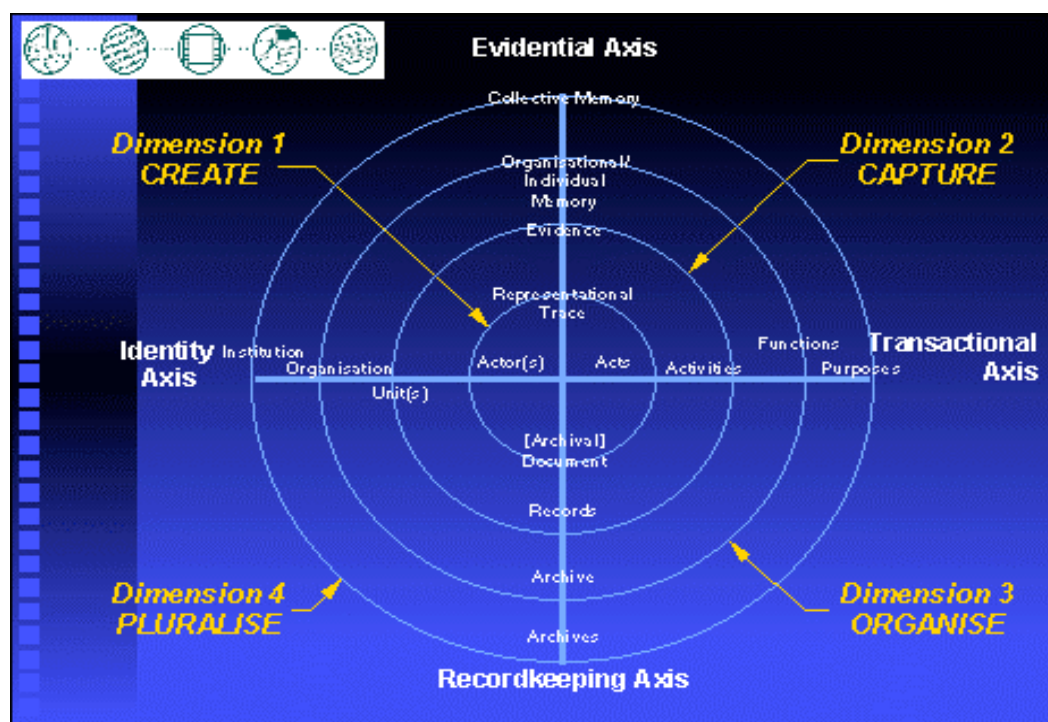 Evidential Axis
Collective Memory
Dimension 1
CREATE
Dimension 2
CAPTURE
Organisational/
Individual
Memory
Evidence
Representational
Trace
Identity
Axis
Institution
Organisation
Unit(s)
Actor(s)
Acts
Activities
Functions
Purposes
Transactional
Axis
[Archival]
Document
Records
Archive
Archives
Dimension 4
PLURALISE
Dimension 3
ORGANISE
Recordkeeping Axis